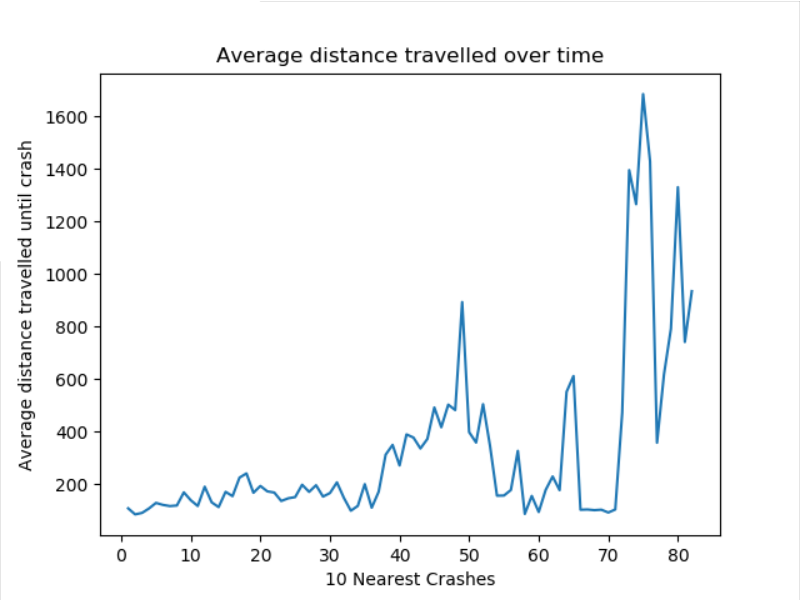 Average distance travelled over time
Average distance travelled until crash
1600
1400
1200
1000
800
600
400
200
0 10 20 30 40 50 60 70 80
10 Nearest Crashes